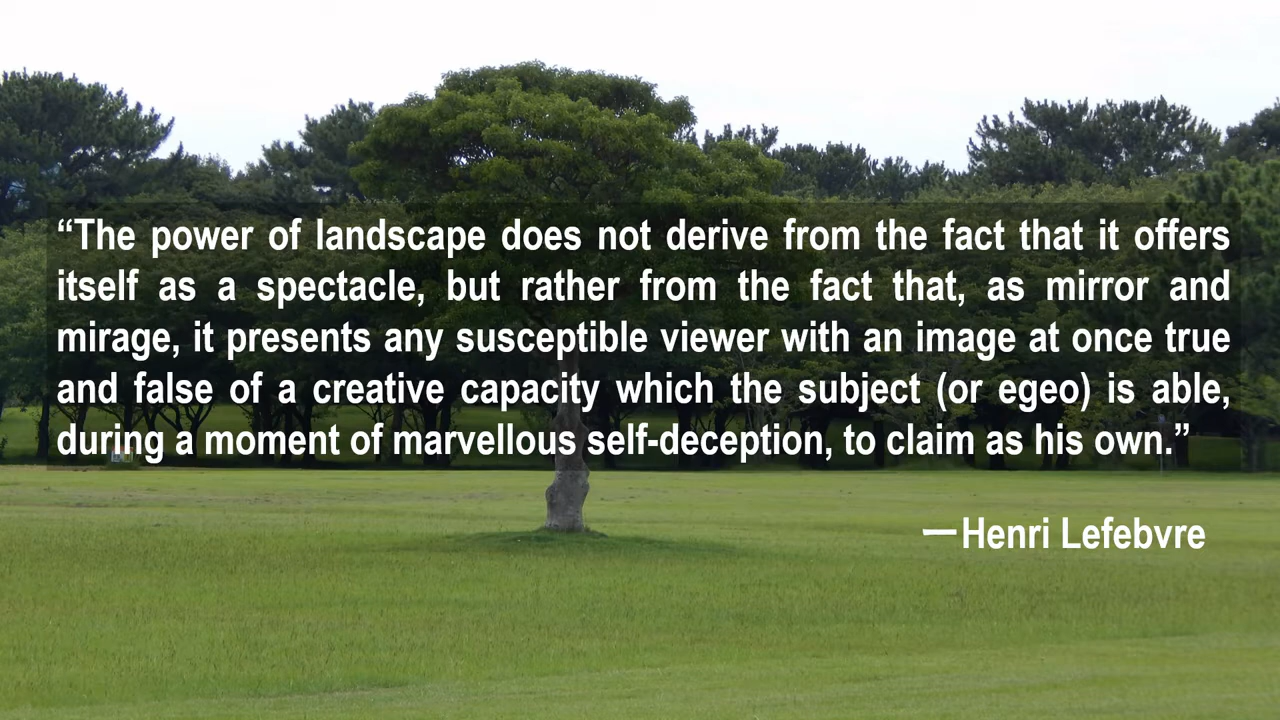 “The power of landscape does not derive from the fact that it offers
itself as a spectacle, but rather from the fact that, as mirror and
mirage, it presents any susceptible viewer with an image at once true
and false of a creative capacity which the subject (or egeo) is able,
during a moment of marvellous self-deception, to claim as his own.”
—Henri Lefebvre